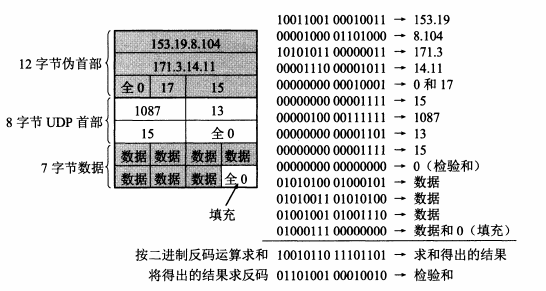 12 字节伪首部
153.19.8.104
171.3.14.11
全 0 17 15
8 字节 UDP 首部
1087 13
15 全 0
7 字节数据
数据 数据 数据 数据
数据 数据 数据 全 0
填充
10011001 00010011 → 153.19
00001000 01101000 → 8.104
10101011 00000011 → 171.3
00001110 00001011 → 14.11
00000000 00010001 → 0 和 17
00000000 00001111 → 15
00000100 00111111 → 1087
00000000 00001101 → 13
00000000 00001111 → 15
00000000 00000000 → 0（检验和）
01010100 01000101 → 数据
01010011 01010100 → 数据
01001001 01001110 → 数据
01000111 00000000 → 数据和 0（填充）
按二进制反码运算求和 10010110 11101101 → 求和得出的结果
将得出的结果求反码 01101001 00010010 → 检验和